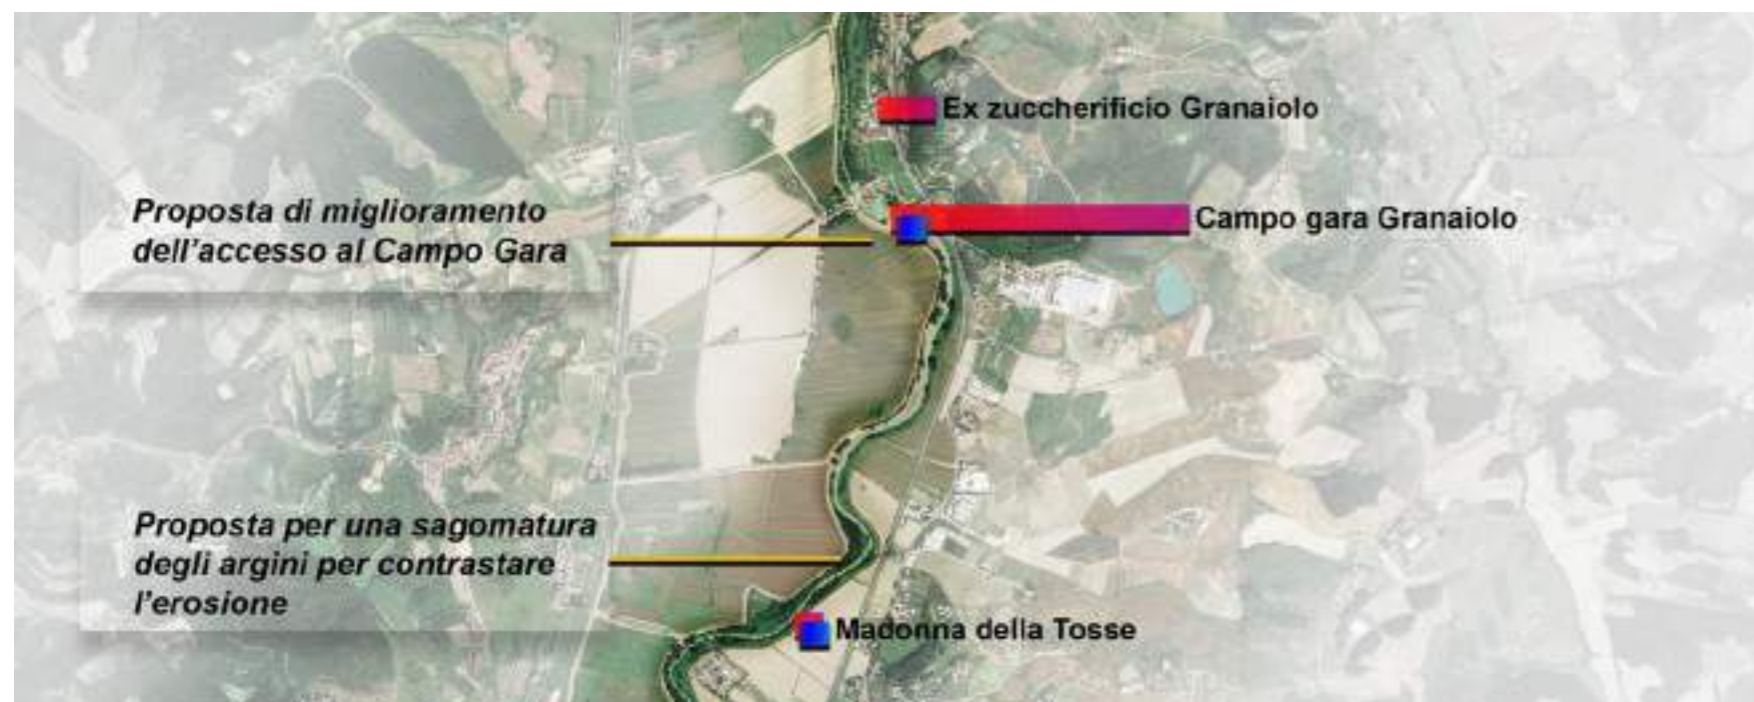 Ex zuccherificio Granaiolo
Proposta di miglioramento
dell'accesso al Campo Gara
Campo gara Granaiolo
Proposta per una sagomatura
degli argini per contrastare
l'erosione
Madonna della Tosse